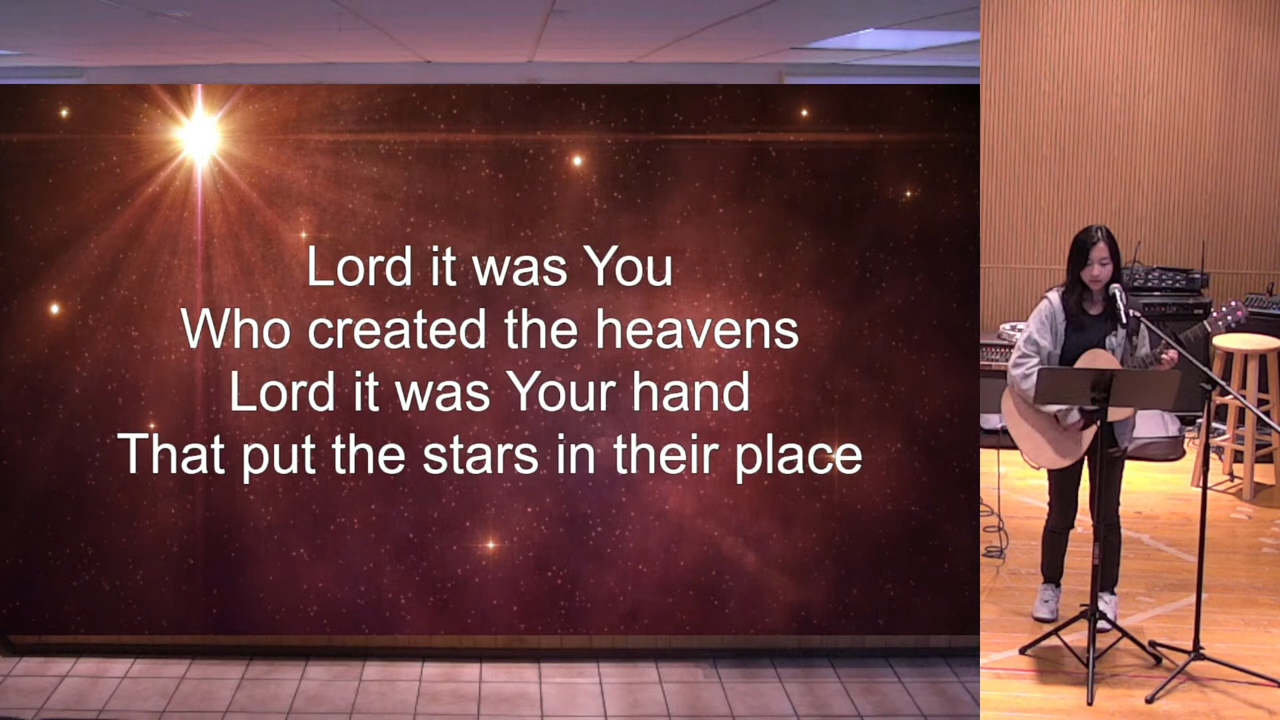 Lord it was You
Who created the heavens
Lord it was Your hand
That put the stars in their place